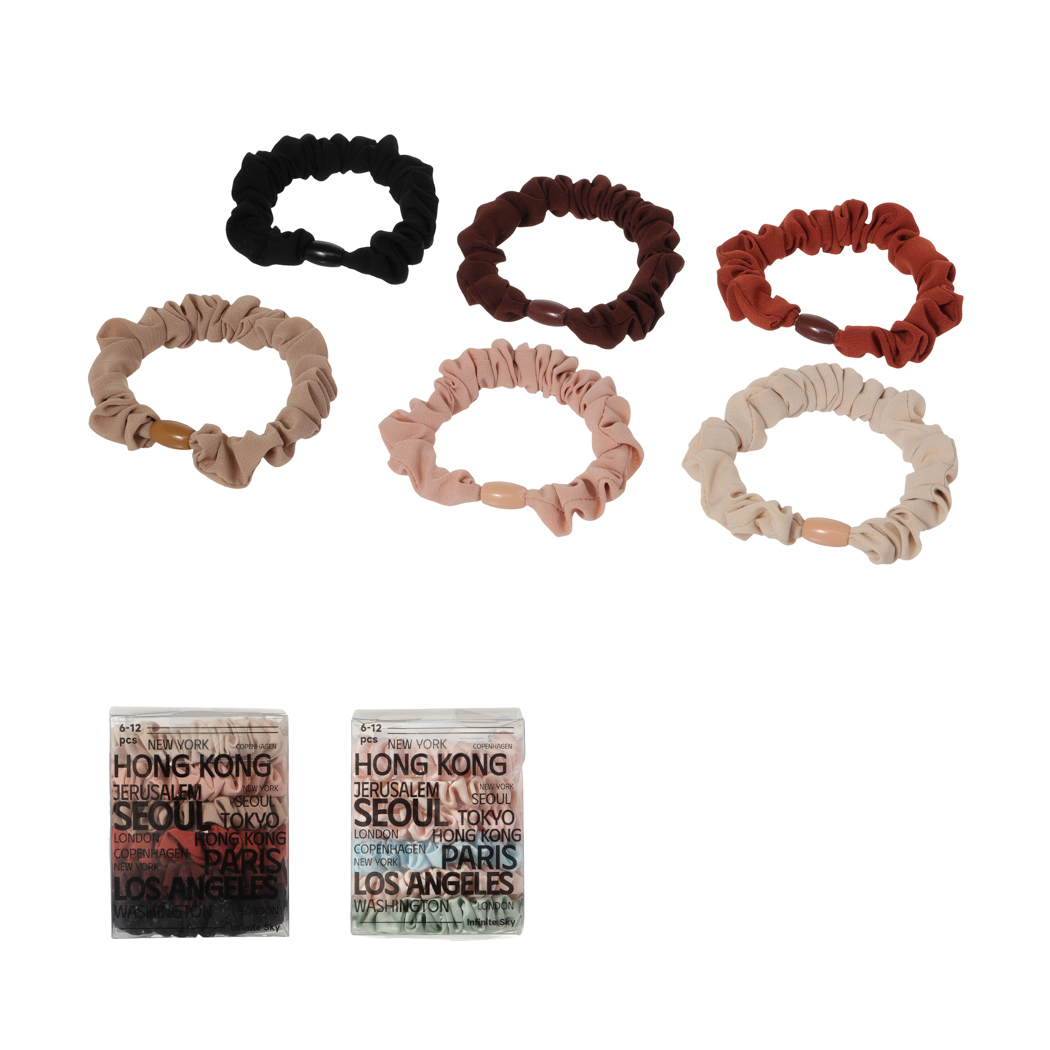 6-12
pcs
NEW YORK
COPENHAGEN
HONG KONG
JERUSALEM
NEW YORK
SEOUL
SEOUL
TOKYO
LONDON
HONG KONG
COPENHAGEN
PARIS
NEW YORK
LOS ANGELES
WASHINGTON
LONDON
Infinite Sky
6-12
pcs
NEW YORK
COPENHAGEN
HONG KONG
JERUSALEM
NEW YORK
SEOUL
SEOUL
TOKYO
LONDON
HONG KONG
COPENHAGEN
PARIS
NEW YORK
LOS ANGELES
WASHINGTON
LONDON
Infinite Sky